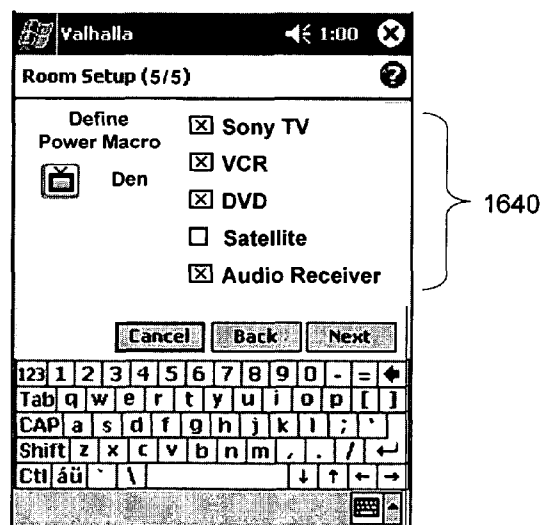 Valhalla 1:00
Room Setup (5/5)
Define
Power Macro
Den
Sony TV
VCR
DVD
Satellite
Audio Receiver
1640
Cancel Back Next
123 1 2 3 4 5 6 7 8 9 0 - =
Tab q w e r t y u i o p [ ]
CAP a s d f g h j k l ; '
Shift z x c v b n m , . /
Ctl áü ` \